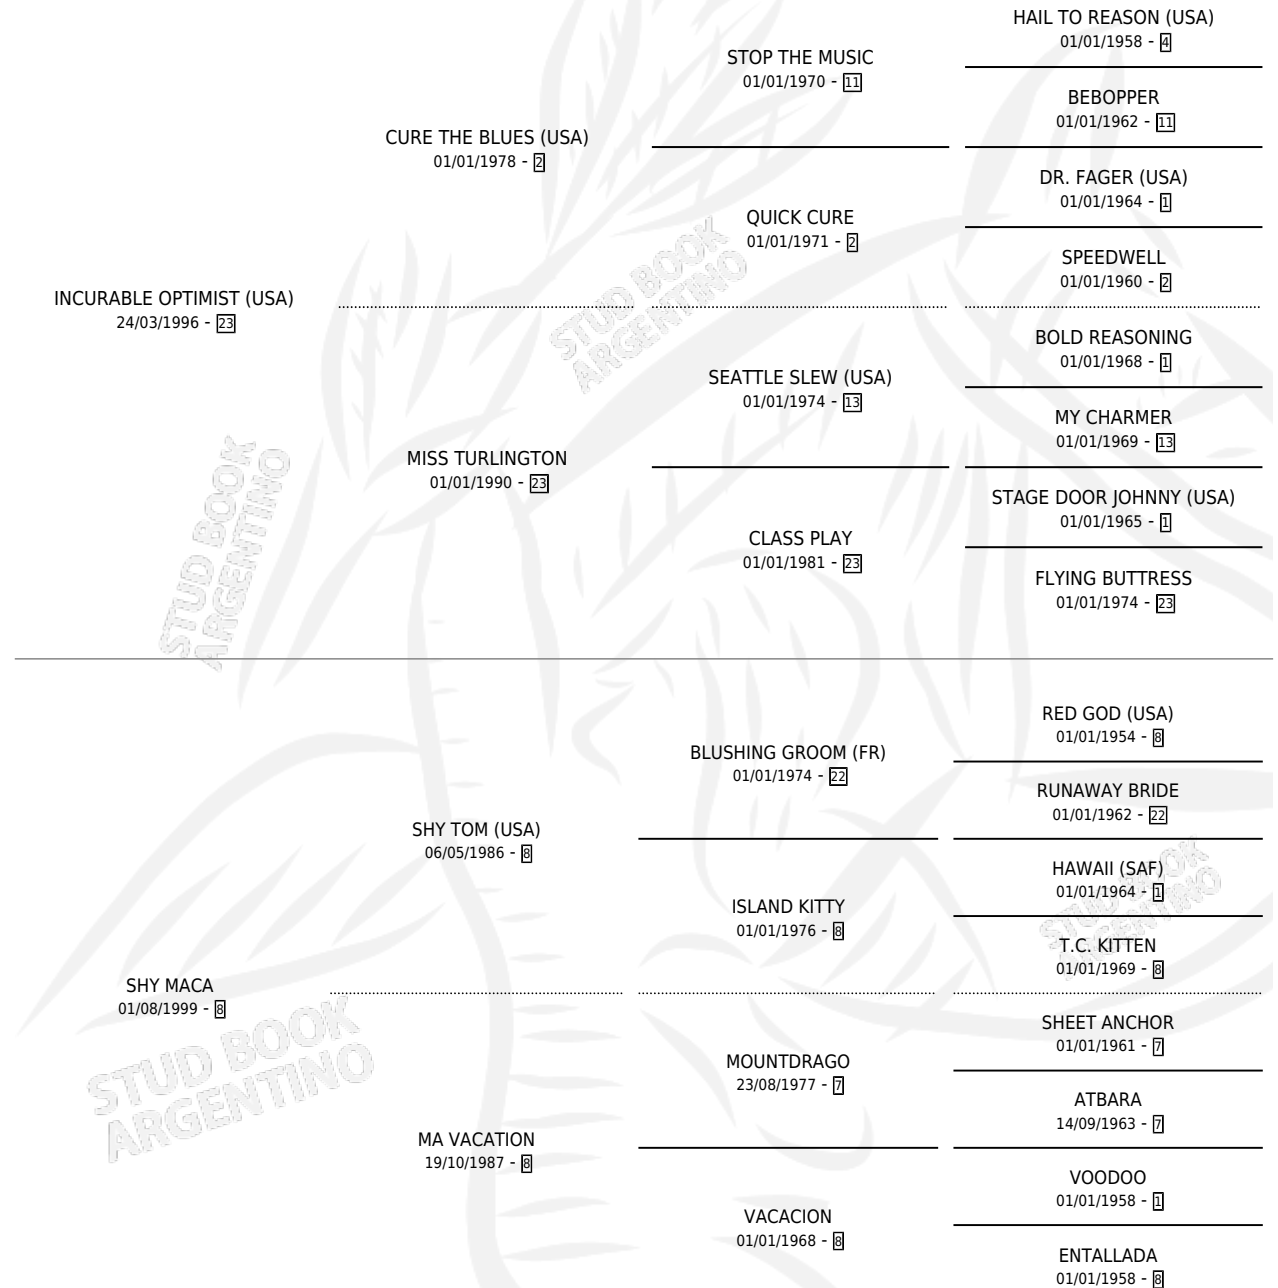 HAIL TO REASON (USA)
01/01/1958 - 4
STOP THE MUSIC
01/01/1970 - 11
BEBOPPER
01/01/1962 - 11
CURE THE BLUES (USA)
01/01/1978 - 2
DR. FAGER (USA)
01/01/1964 - 1
QUICK CURE
01/01/1971 - 2
SPEEDWELL
01/01/1960 - 2
INCURABLE OPTIMIST (USA)
24/03/1996 - 23
BOLD REASONING
01/01/1968 - 1
SEATTLE SLEW (USA)
01/01/1974 - 13
MY CHARMER
01/01/1969 - 13
MISS TURLINGTON
01/01/1990 - 23
STAGE DOOR JOHNNY (USA)
01/01/1965 - 1
CLASS PLAY
01/01/1981 - 23
FLYING BUTTRESS
01/01/1974 - 23
RED GOD (USA)
01/01/1954 - 8
BLUSHING GROOM (FR)
01/01/1974 - 22
RUNAWAY BRIDE
01/01/1962 - 22
SHY TOM (USA)
06/05/1986 - 8
HAWAII (SAF)
01/01/1964 - 1
ISLAND KITTY
01/01/1976 - 8
T.C. KITTEN
01/01/1969 - 8
SHY MACA
01/08/1999 - 8
SHEET ANCHOR
01/01/1961 - 7
MOUNTDRAGO
23/08/1977 - 7
ATBARA
14/09/1963 - 7
MA VACATION
19/10/1987 - 8
VOODOO
01/01/1958 - 1
VACACION
01/01/1968 - 8
ENTALLADA
01/01/1958 - 8
STUD BOOK
ARGENTINO
STUD BOOK
ARGENTINO
STUD BOOK
ARGENTINO
STUD BOOK
ARGENTINO